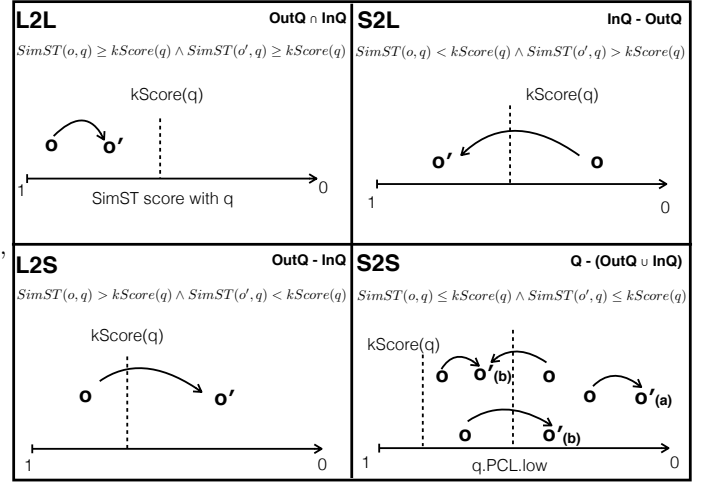 L2L OutQ ∩ InQ
SimST(o, q) ≥ kScore(q) ∧ SimST(o′, q) ≥ kScore(q)
kScore(q)
o o′
1 0
SimST score with q
S2L InQ - OutQ
SimST(o, q) < kScore(q) ∧ SimST(o′, q) > kScore(q)
kScore(q)
o′ o
1 0
,
L2S OutQ - InQ
SimST(o, q) > kScore(q) ∧ SimST(o′, q) < kScore(q)
kScore(q)
o o′
1 0
S2S Q - (OutQ ∪ InQ)
SimST(o, q) ≤ kScore(q) ∧ SimST(o′, q) ≤ kScore(q)
kScore(q)
o o′(b) o
o o′(a)
o o′(b)
1 0
q.PCL.low